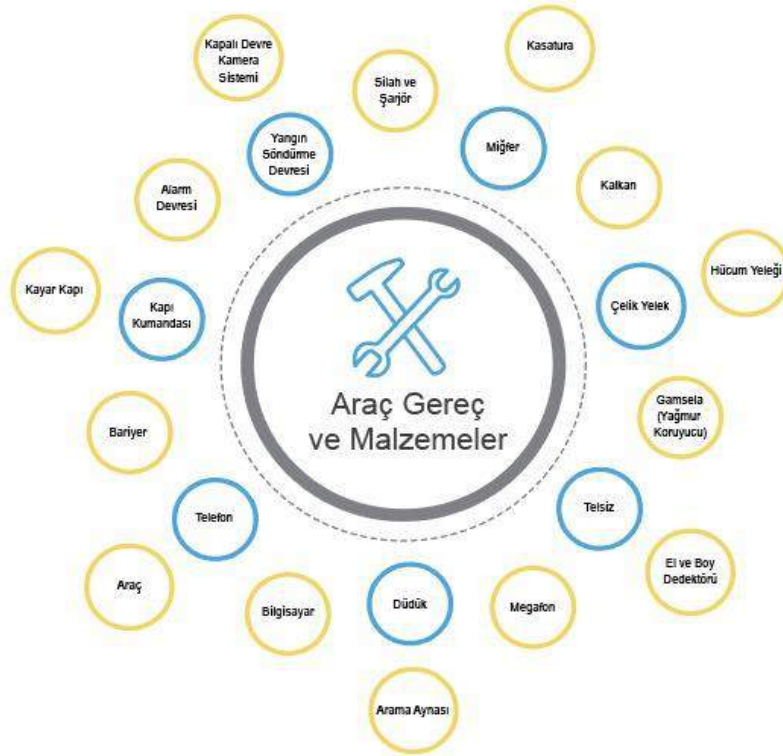 Kapalı Devre
Kamera
Sistemi
Kasatura
Silah ve
Şarjör
Yangın
Söndürme
Devresi
Miğfer
Alarm
Devresi
Kalkan
Kayar Kapı
Kapı
Kumandası
Çelik Yelek
Hücum Yeleği
Araç Gereç
ve Malzemeler
Bariyer
Gamsela
(Yağmur
Koruyucu)
Telefon
Telsiz
Araç
Bilgisayar
Düdük
Megafon
El ve Boy
Dedektörü
Arama Aynası